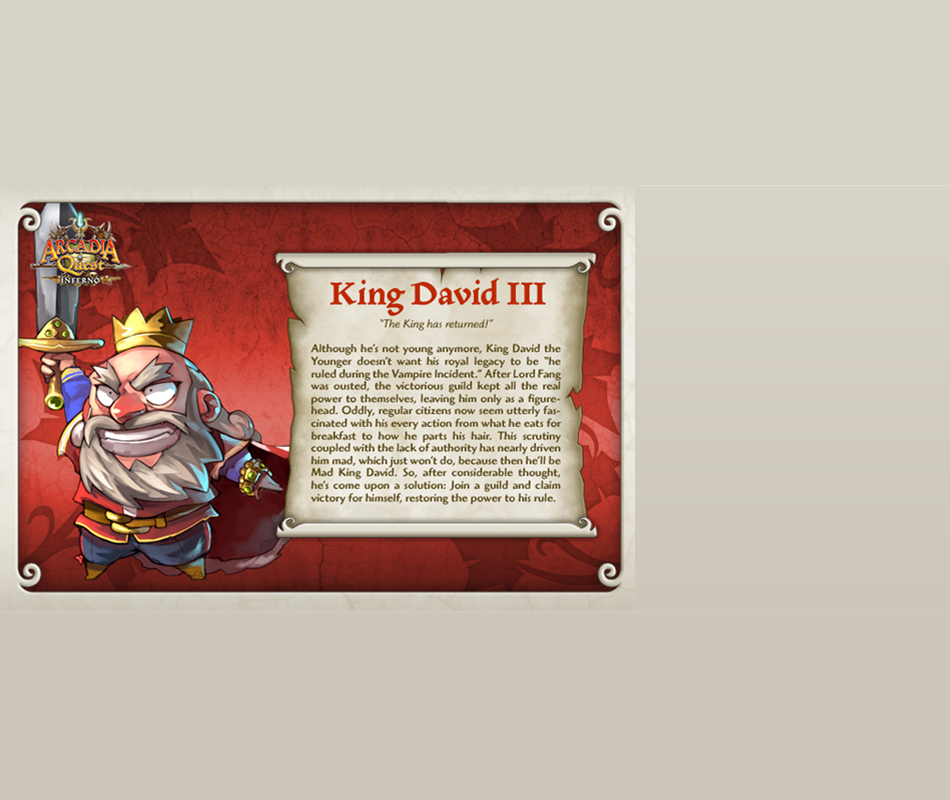 ARCADIA
Quest
INFERNO
King David III
"The King has returned!"
Although he's not young anymore, King David the
Younger doesn't want his royal legacy to be "he
ruled during the Vampire Incident." After Lord Fang
was ousted, the victorious guild kept all the real
power to themselves, leaving him only as a figure-
head. Oddly, regular citizens now seem utterly fas-
cinated with his every action from what he eats for
breakfast to how he parts his hair. This scrutiny
coupled with the lack of authority has nearly driven
him mad, which just won't do, because then he'll be
Mad King David. So, after considerable thought,
he's come upon a solution: Join a guild and claim
victory for himself, restoring the power to his rule.